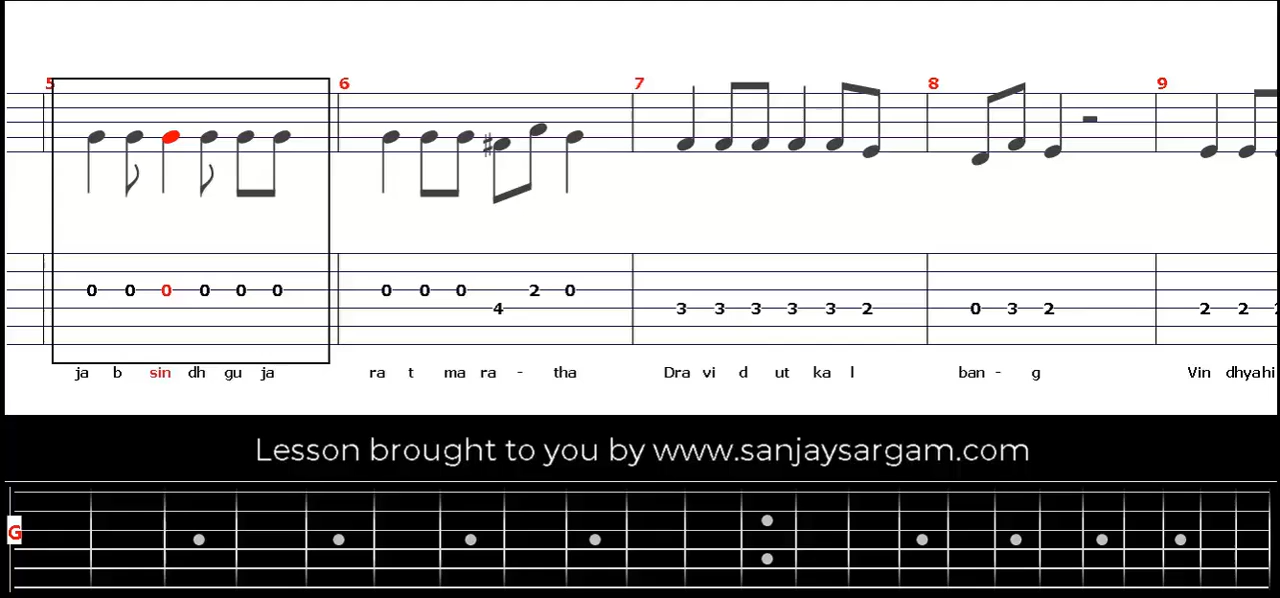 5 6 7 8 9
0 0 0 0 0 0 0 0 0 2 0
4 3 3 3 3 3 2 0 3 2 2 2
ja b sin dh gu ja ra t ma ra - tha Dra vi d ut ka l ban - g Vin dhyahi
Lesson brought to you by www.sanjaysargam.com
G